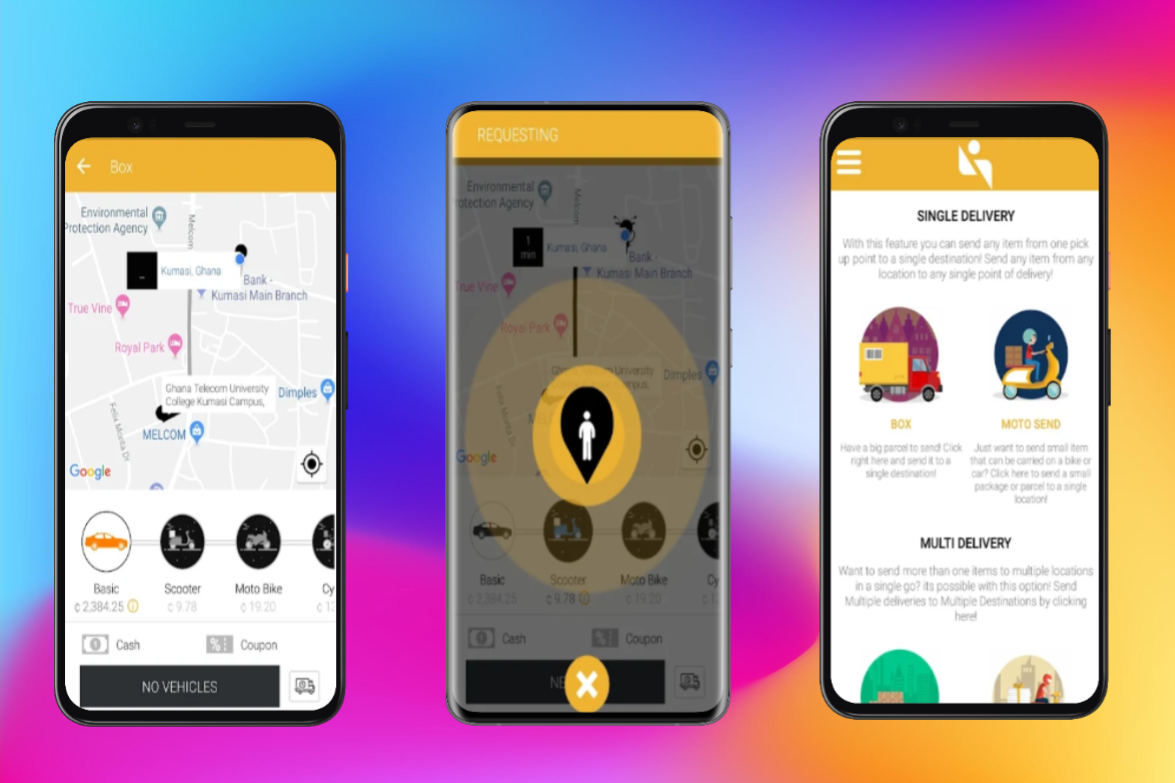 Box
Environmental
Protection Agency
Melcom
Kumasi, Ghana
Bank -
Kumasi Main Branch
True Vine
Royal Park
Ghana Telecom University
College Kumasi Campus,
Dimples
MELCOM
Google
Basic
Scooter
Moto Bike
Cy
¢ 2,384.25
¢ 9.78
¢ 19.20
¢ 13
Cash
% Coupon
NO VEHICLES
REQUESTING
Environmental
otection Agency
Melcom
1
min
Kumasi, Ghana
Bank -
Kumasi Main Branch
True Vine
Royal Park
Ghana Telecom University
Kumasi Campus,
Dimples
Google
Basic
Scooter
Moto Bike
Cy
¢ 2,384.25
¢ 9.78
¢ 19.20
Cash
% Coupon
NE
SINGLE DELIVERY
With this feature you can send any item from one pick
up point to a single destination! Send any item from any
location to any single point of delivery!
BOX
Have a big parcel to send! Click
right here and send it to a
single destination!
MOTO SEND
Just want to send small item
that can be carried on a bike or
car? Click here to send a small
package or parcel to a single
location!
MULTI DELIVERY
Want to send more than one items to multiple locations
in a single go? its possible with this option! Send
Multiple deliveries to Multiple Destinations by clicking
here!